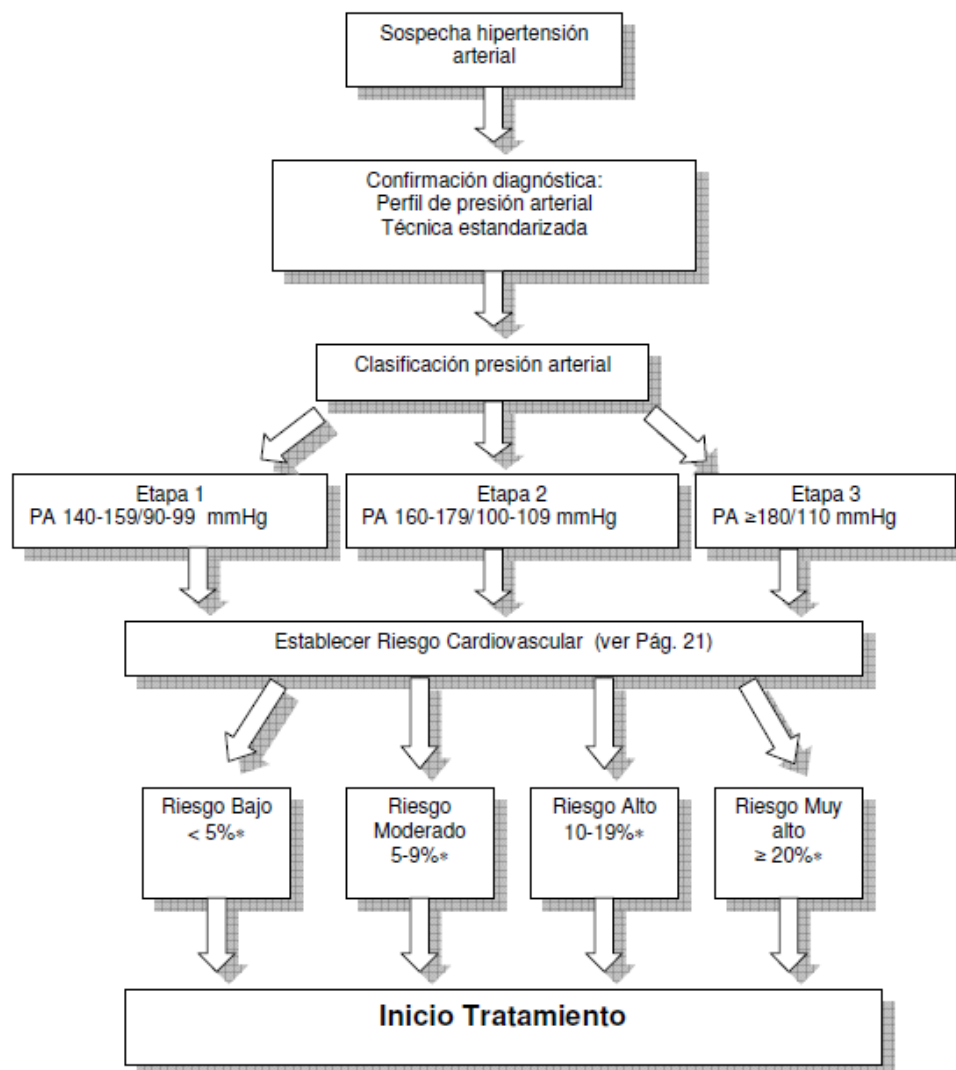 Sospecha hipertensión
arterial
Confirmación diagnóstica:
Perfil de presión arterial
Técnica estandarizada
Clasificación presión arterial
Etapa 1
PA 140-159/90-99 mmHg
Etapa 2
PA 160-179/100-109 mmHg
Etapa 3
PA ≥180/110 mmHg
Establecer Riesgo Cardiovascular (ver Pág. 21)
Riesgo Bajo
< 5%*
Riesgo
Moderado
5-9%*
Riesgo Alto
10-19%*
Riesgo Muy
alto
≥ 20%*
Inicio Tratamiento